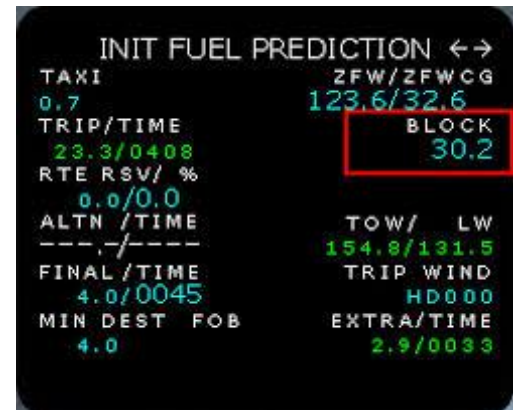 INIT FUEL PREDICTION ←→
TAXI ZFW/ZFWCG
0.7 123.6/32.6
TRIP/TIME BLOCK
23.3/0408 30.2
RTE RSV/ %
0.0/0.0
ALTN /TIME TOW/ LW
---.-/---- 154.8/131.5
FINAL/TIME TRIP WIND
4.0/0045 HD000
MIN DEST FOB EXTRA/TIME
4.0 2.9/0033